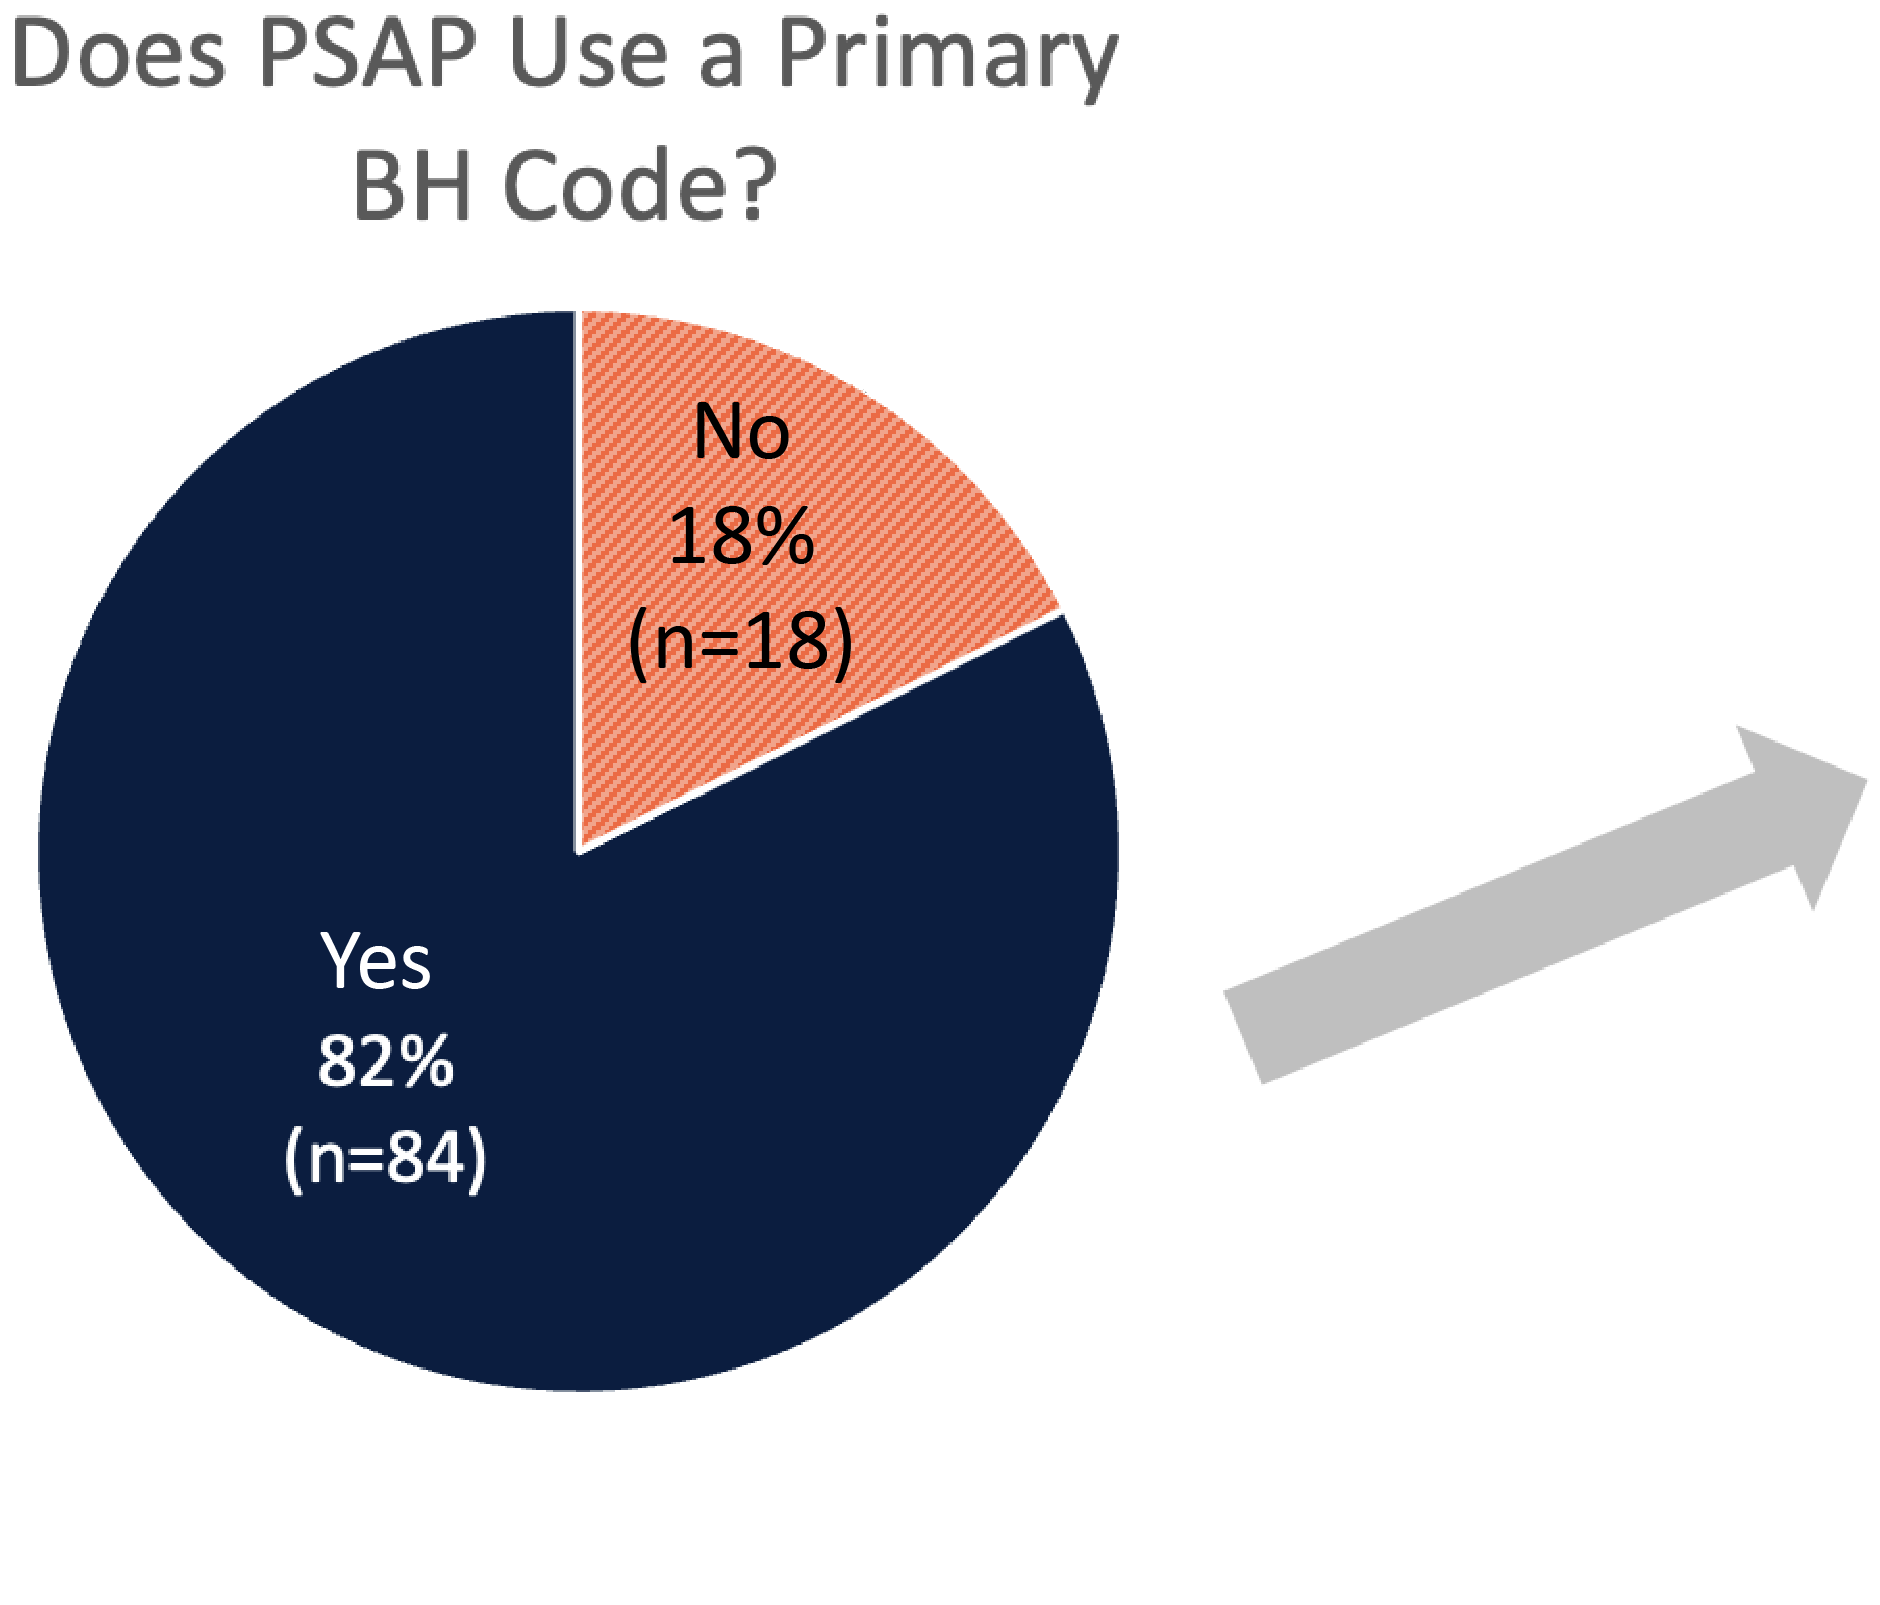 Does PSAP Use a Primary
BH Code?
No
18%
(n=18)
Yes
82%
(n=84)